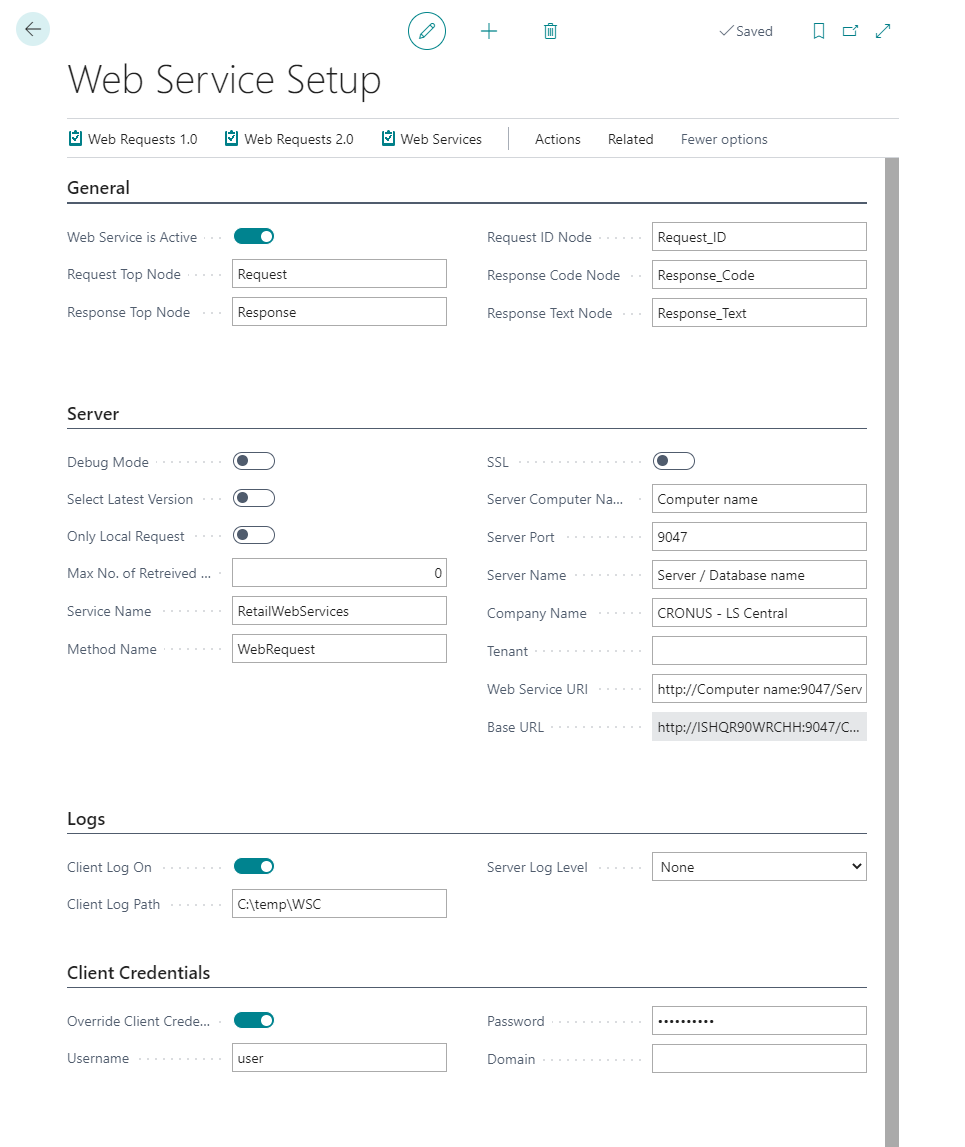 Saved
Web Service Setup
Web Requests 1.0 Web Requests 2.0 Web Services Actions Related Fewer options
General
Web Service is Active
Request Top Node Request
Response Top Node Response
Request ID Node Request_ID
Response Code Node Response_Code
Response Text Node Response_Text
Server
Debug Mode
Select Latest Version
Only Local Request
Max No. of Retreived ... 0
Service Name RetailWebServices
Method Name WebRequest
SSL
Server Computer Na... Computer name
Server Port 9047
Server Name Server / Database name
Company Name CRONUS - LS Central
Tenant
Web Service URI http://Computer name:9047/Serv
Base URL http://ISHQR90WRCHH:9047/C...
Logs
Client Log On
Client Log Path C:\temp\WSC
Server Log Level None
Client Credentials
Override Client Crede...
Username user
Password ••••••••••
Domain